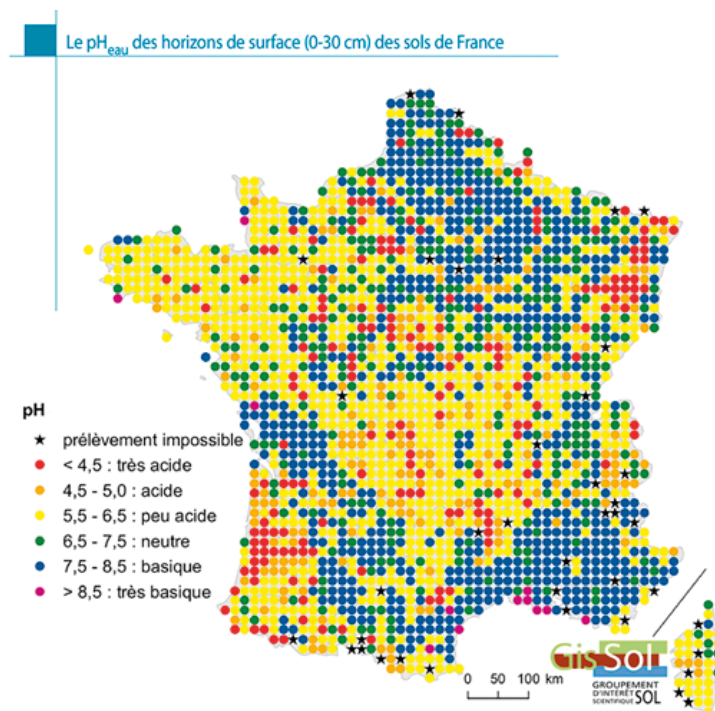 Le pHeau des horizons de surface (0-30 cm) des sols de France
pH
prélèvement impossible
< 4,5 : très acide
4,5 - 5,0 : acide
5,5 - 6,5 : peu acide
6,5 - 7,5 : neutre
7,5 - 8,5 : basique
> 8,5 : très basique
Gis Sol
GROUPEMENT
D'INTÉRÊT
SCIENTIFIQUE SOL
0 50 100 km